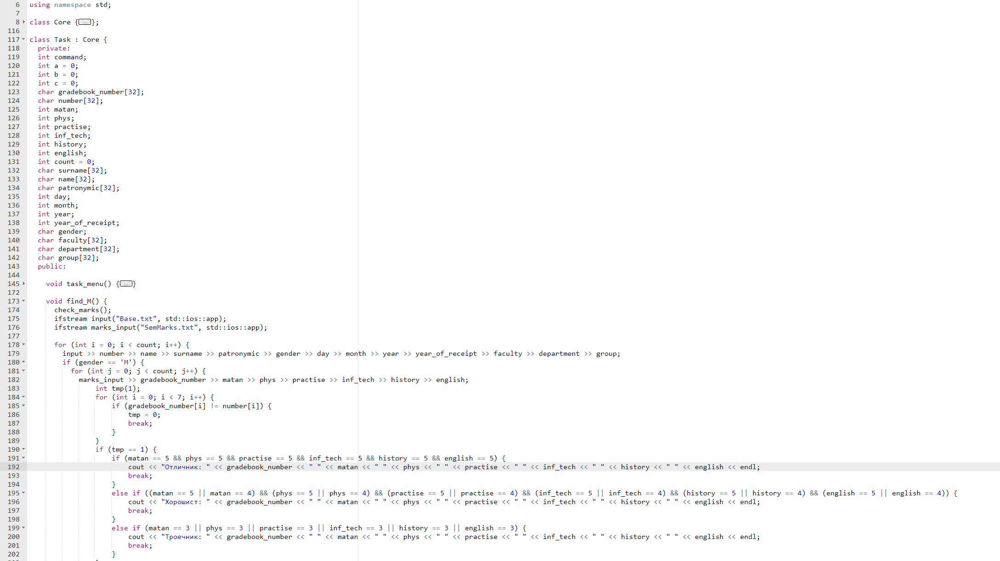 6 using namespace std;
7
8 class Core {};
116
117 class Task : Core {
118 private:
119 int command;
120 int a = 0;
121 int b = 0;
122 int c = 0;
123 char gradebook_number[32];
124 char number[32];
125 int matan;
126 int phys;
127 int practise;
128 int inf_tech;
129 int history;
130 int english;
131 int count = 0;
132 char surname[32];
133 char name[32];
134 char patronymic[32];
135 int day;
136 int month;
137 int year;
138 int year_of_receipt;
139 char gender;
140 char faculty[32];
141 char department[32];
142 char group[32];
143 public:
144
145 void task_menu() {}
172
173 void find_M() {
174 check_marks();
175 ifstream input("Base.txt", std::ios::app);
176 ifstream marks_input("SemMarks.txt", std::ios::app);
177
178 for (int i = 0; i < count; i++) {
179 input >> number >> name >> surname >> patronymic >> gender >> day >> month >> year >> year_of_receipt >> faculty >> department >> group;
180 if (gender == 'M') {
181 for (int j = 0; j < count; j++) {
182 marks_input >> gradebook_number >> matan >> phys >> practise >> inf_tech >> history >> english;
183 int tmp(1);
184 for (int i = 0; i < 7; i++) {
185 if (gradebook_number[i] != number[i]) {
186 tmp = 0;
187 break;
188 }
189 }
190 if (tmp == 1) {
191 if (matan == 5 && phys == 5 && practise == 5 && inf_tech == 5 && history == 5 && english == 5) {
192 cout << "Отличник: " << gradebook_number << " " << matan << " " << phys << " " << practise << " " << inf_tech << " " << history << " " << english << endl;
193 break;
194 }
195 else if ((matan == 5 || matan == 4) && (phys == 5 || phys == 4) && (practise == 5 || practise == 4) && (inf_tech == 5 || inf_tech == 4) && (history == 5 || history == 4) && (english == 5 || english == 4)) {
196 cout << "Хорошист: " << gradebook_number << " " << matan << " " << phys << " " << practise << " " << inf_tech << " " << history << " " << english << endl;
197 break;
198 }
199 else if (matan == 3 || phys == 3 || practise == 3 || inf_tech == 3 || history == 3 || english == 3) {
200 cout << "Троечник: " << gradebook_number << " " << matan << " " << phys << " " << practise << " " << inf_tech << " " << history << " " << english << endl;
201 break;
202 }